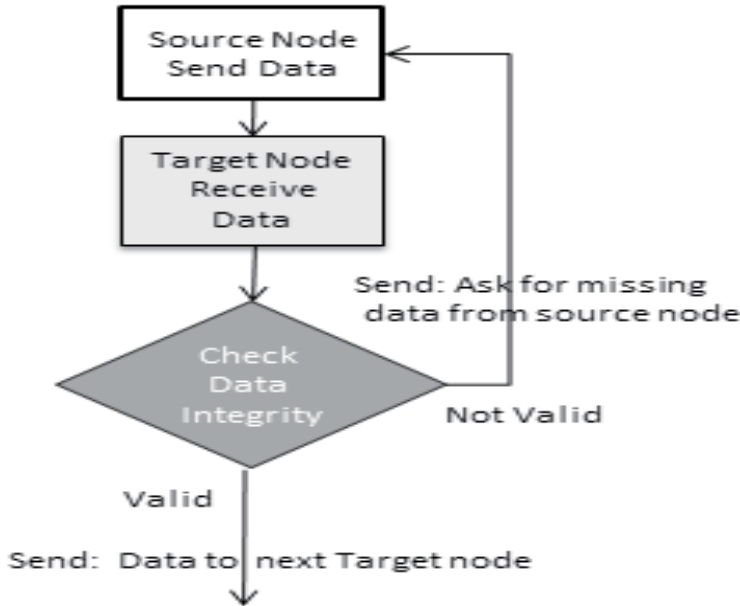 Source Node
Send Data
Target Node
Receive
Data
Send: Ask for missing
data from source node
Check
Data
Integrity
Not Valid
Valid
Send: Data to next Target node